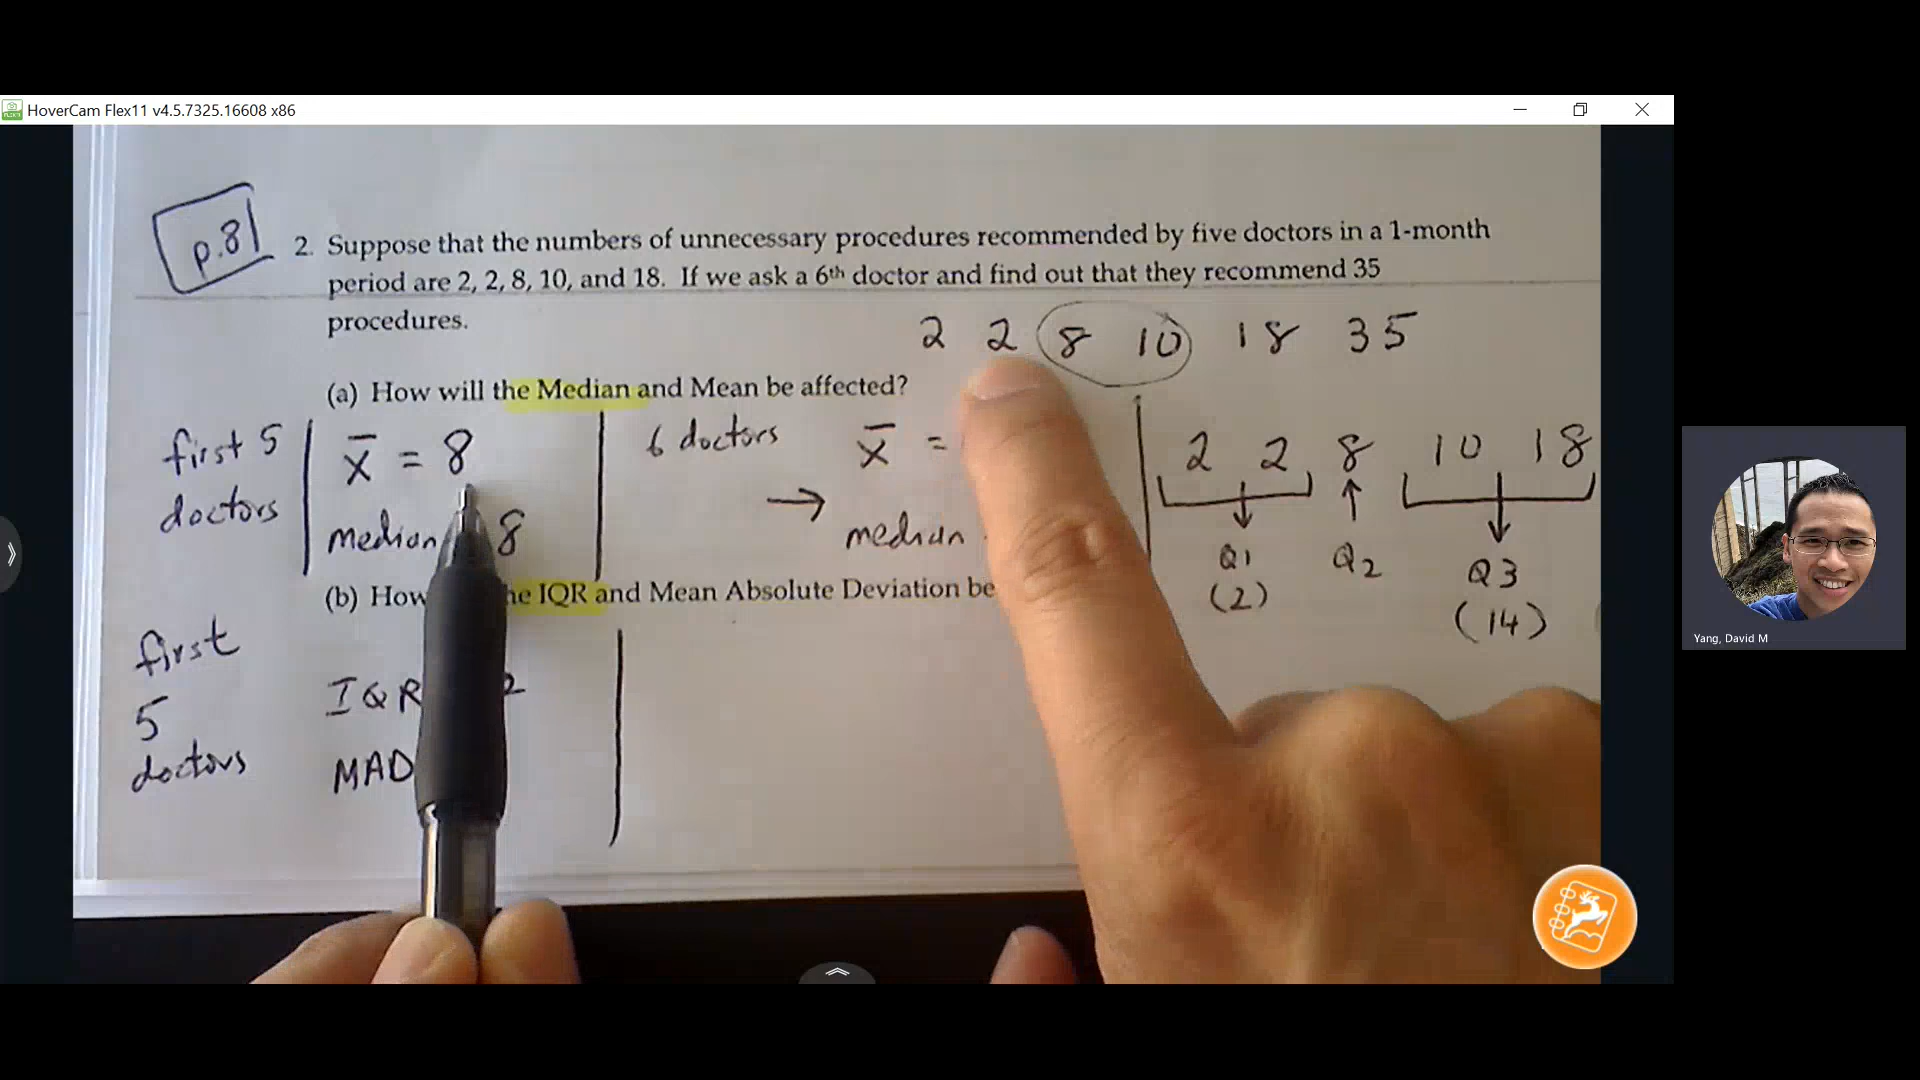 HoverCam Flex11 v4.5.7325.16608 x86
p.81
2. Suppose that the numbers of unnecessary procedures recommended by five doctors in a 1-month
period are 2, 2, 8, 10, and 18. If we ask a 6th doctor and find out that they recommend 35
procedures.
2 2 8 10 18 35
(a) How will the Median and Mean be affected?
first 5
doctors
x̄ = 8
median 8
6 doctors
→
x̄ =
median
2 2 8 10 18
Q1
(2)
Q2
Q3
(14)
(b) How IQR and Mean Absolute Deviation be
first
5
doctors
IQR 2
MAD
Yang, David M